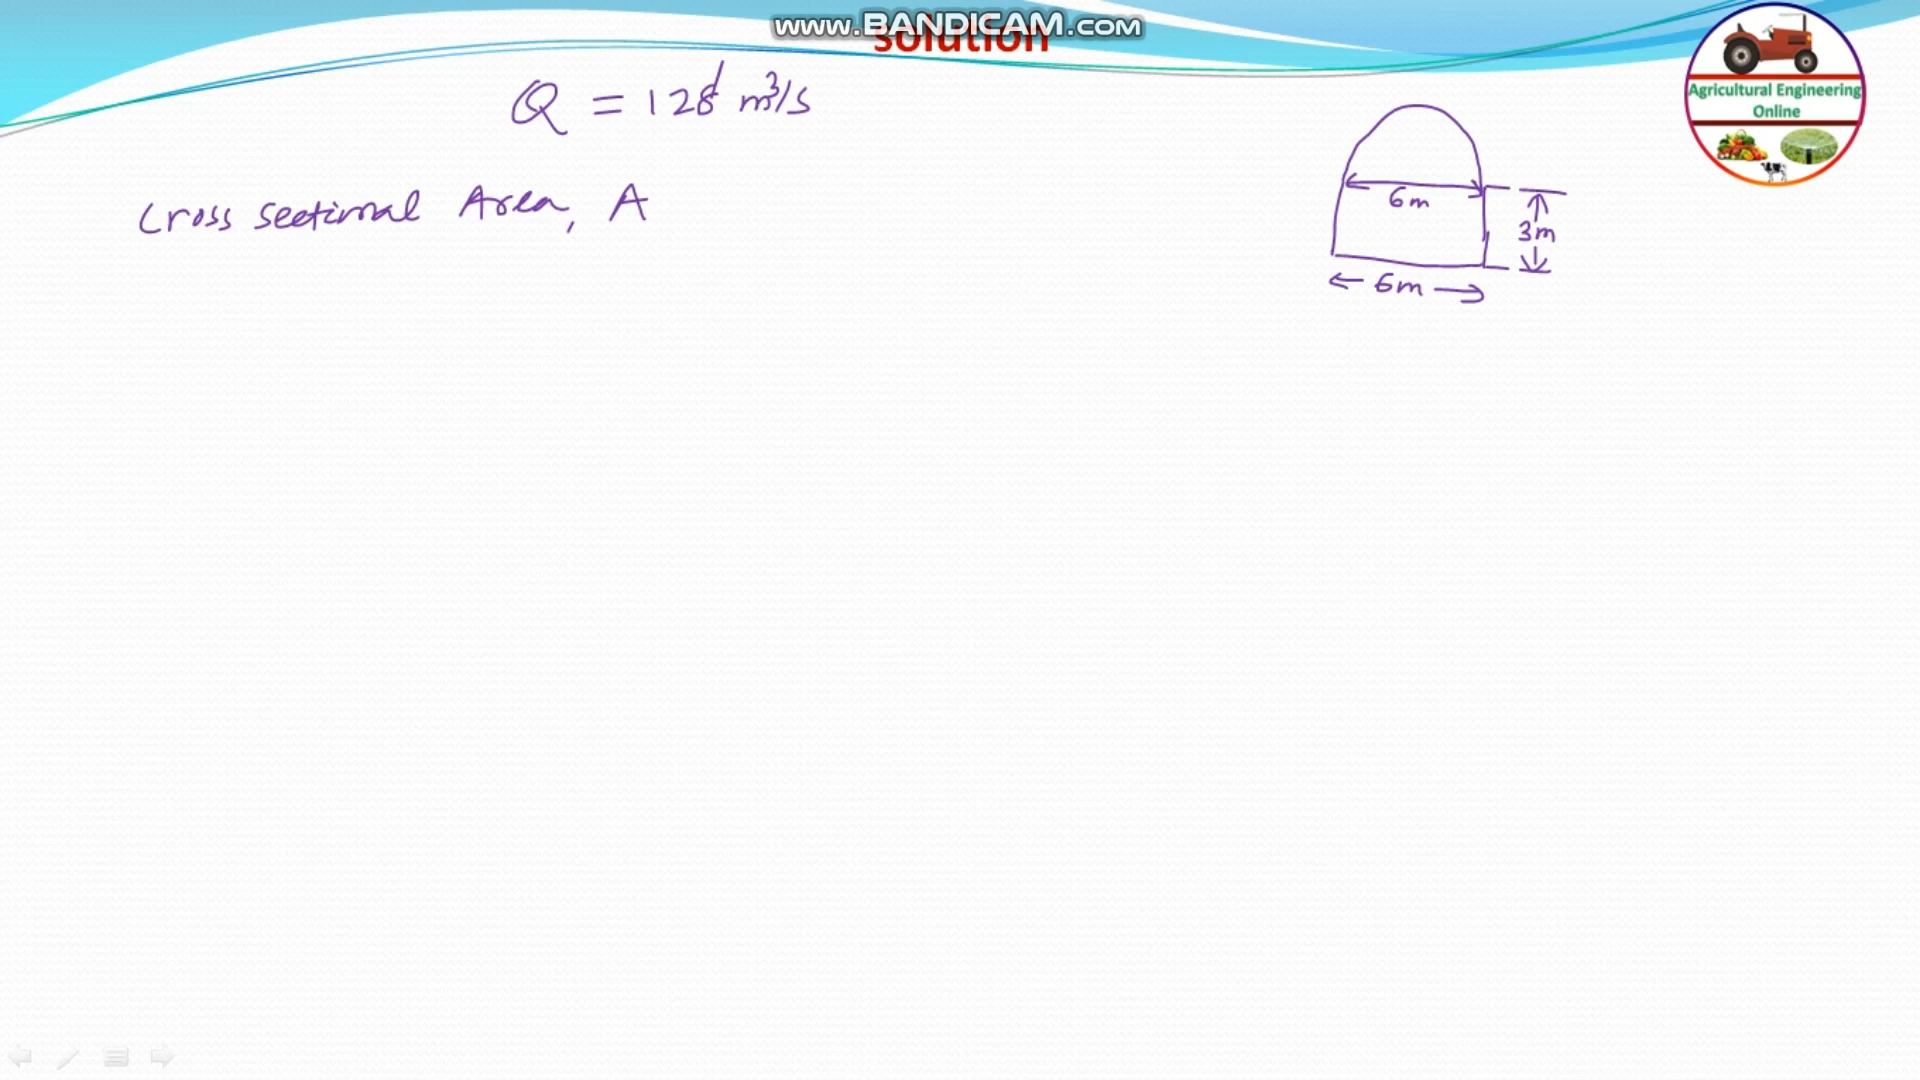 www.BANDICAM.com
solution
Q = 128 m³/s
Cross sectional Area, A
6m
3m
6m
Agricultural Engineering
Online